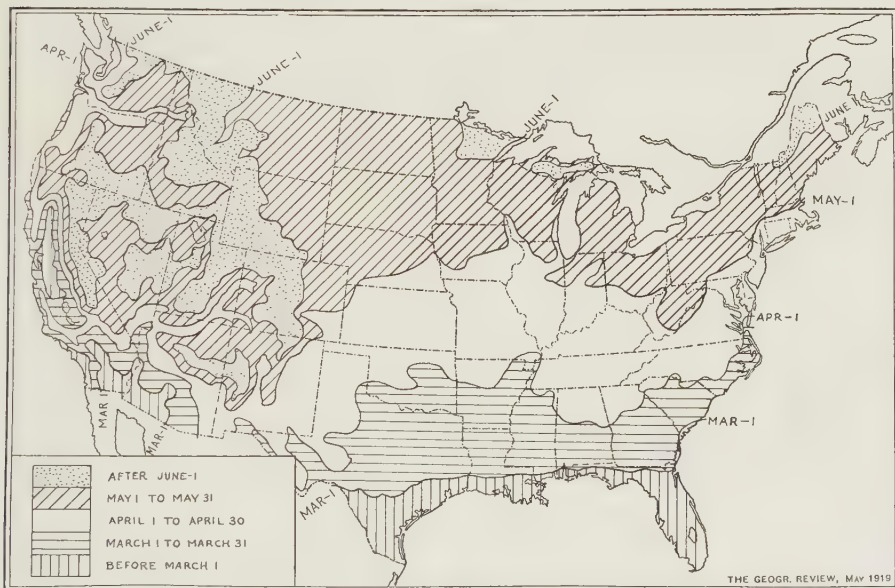 APR-1
JUNE-1
JUNE-1
JUNE-1
JUNE 1
MAY-1
APR-1
MAR-1
MAR 1
MAR-
MAR-1
AFTER JUNE-1
MAY 1 TO MAY 31
APRIL 1 TO APRIL 30
MARCH 1 TO MARCH 31
BEFORE MARCH 1
THE GEOGR. REVIEW, MAY 1919